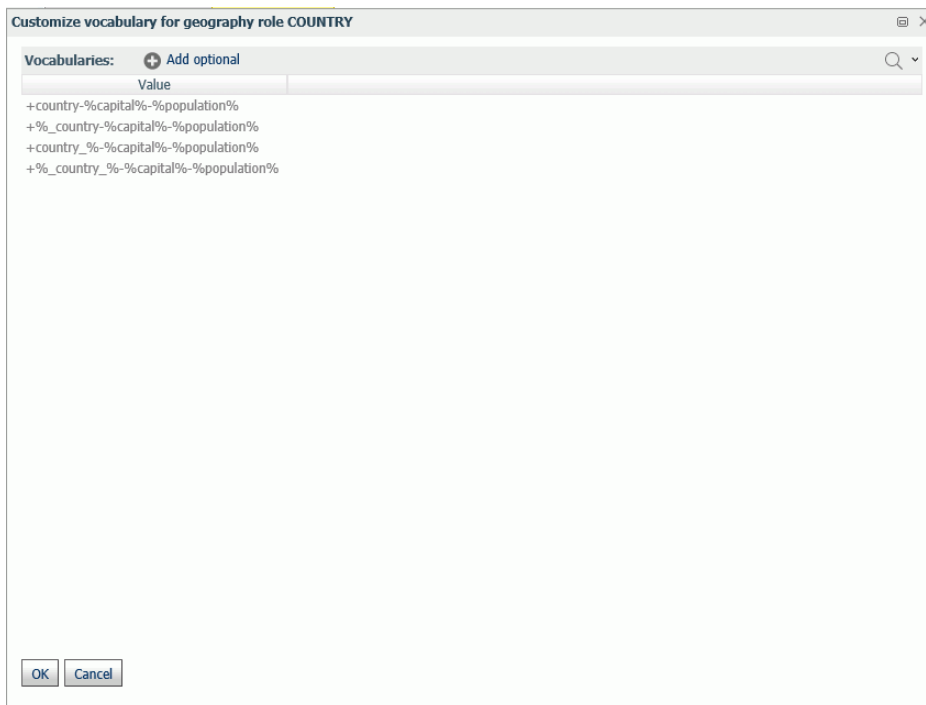 Customize vocabulary for geography role COUNTRY
Vocabularies: Add optional
Value
+country-%capital%-%population%
+%_country-%capital%-%population%
+country_%-%capital%-%population%
+%_country_%-%capital%-%population%
OK Cancel